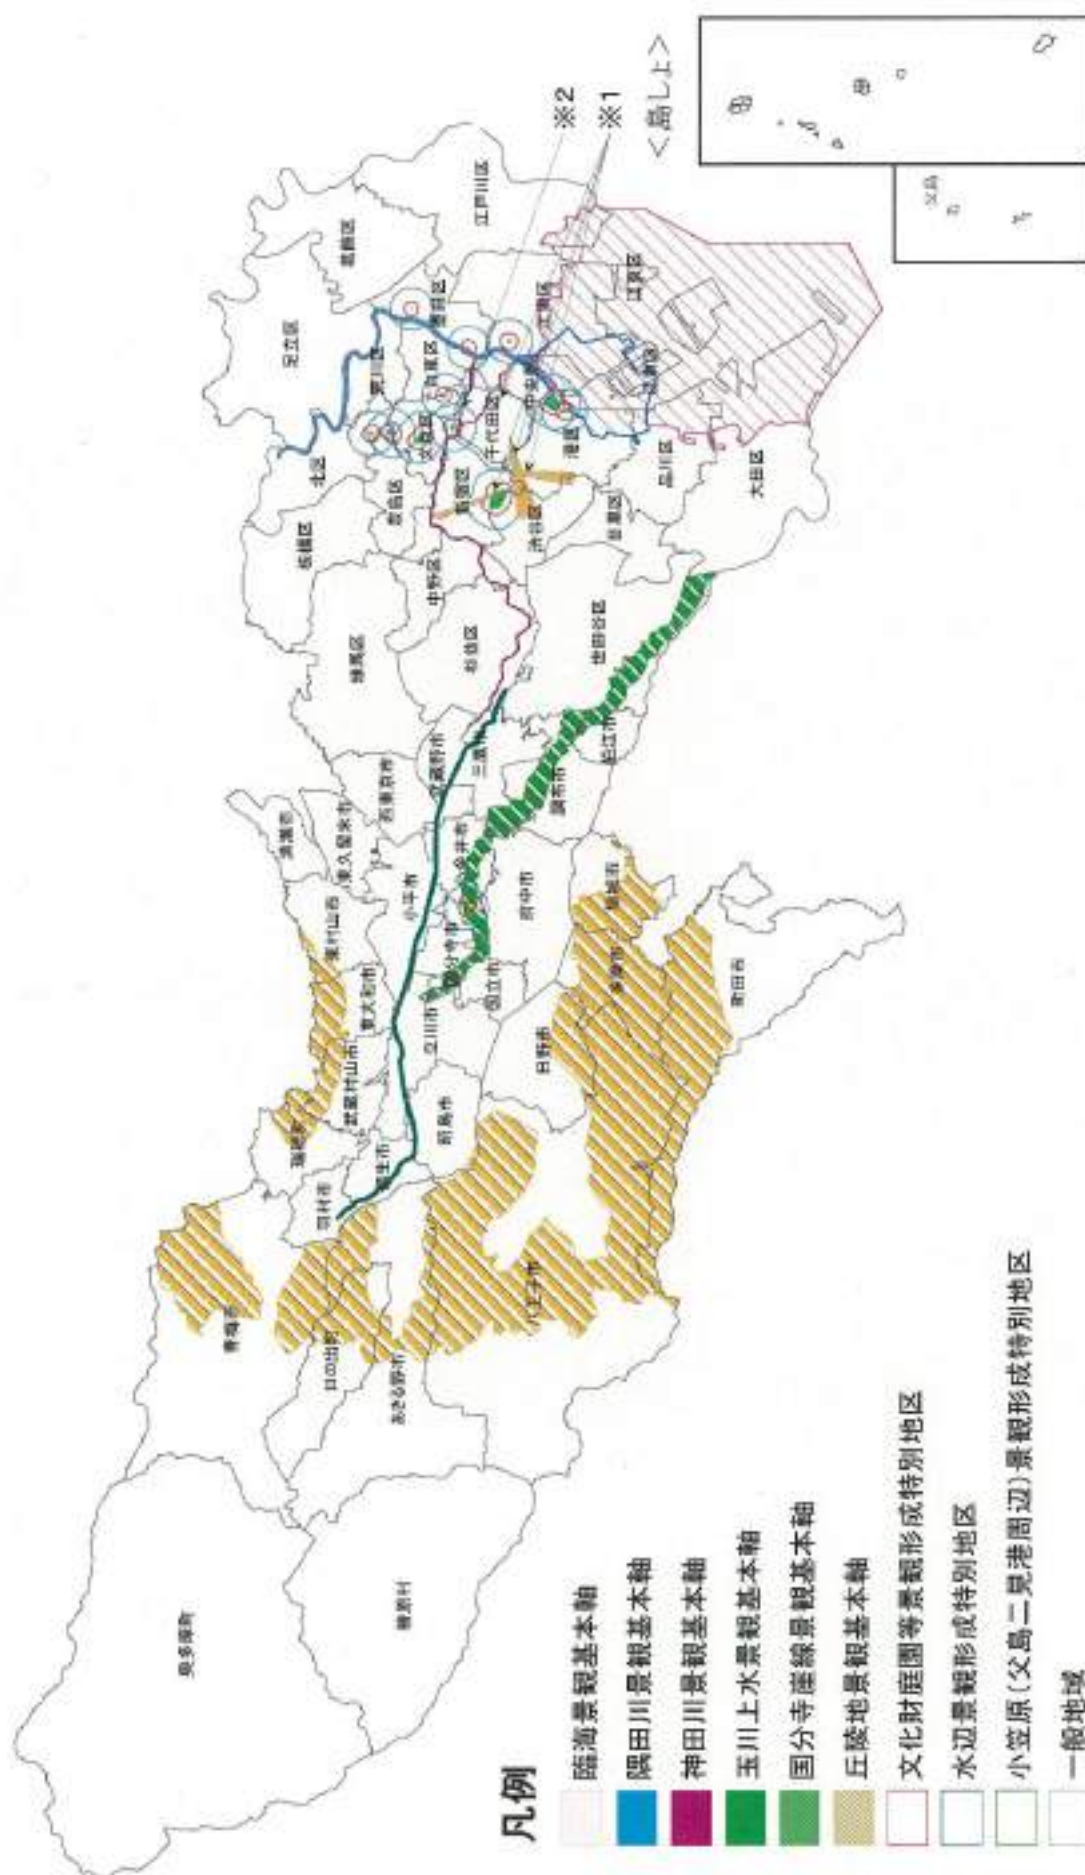 ※2
※1
<島しょ>
父島
足立区
葛飾区
江戸川区
墨田区
荒川区
台東区
江東区
北区
文京区
千代田区
中央区
港区
板橋区
豊島区
新宿区
渋谷区
品川区
目黒区
大田区
練馬区
中野区
杉並区
世田谷区
武蔵野市
三鷹市
狛江市
調布市
西東京市
清瀬市
東久留米市
小平市
小金井市
府中市
東村山市
国分寺市
国立市
稲城市
多摩市
町田市
東大和市
立川市
日野市
武蔵村山市
昭島市
瑞穂町
福生市
羽村市
八王子市
青梅市
日の出町
あきる野市
奥多摩町
檜原村
凡例
臨海景観基本軸
隅田川景観基本軸
神田川景観基本軸
玉川上水景観基本軸
国分寺崖線景観基本軸
丘陵地景観基本軸
文化財庭園等景観形成特別地区
水辺景観形成特別地区
小笠原(父島二見港周辺)景観形成特別地区
一般地域